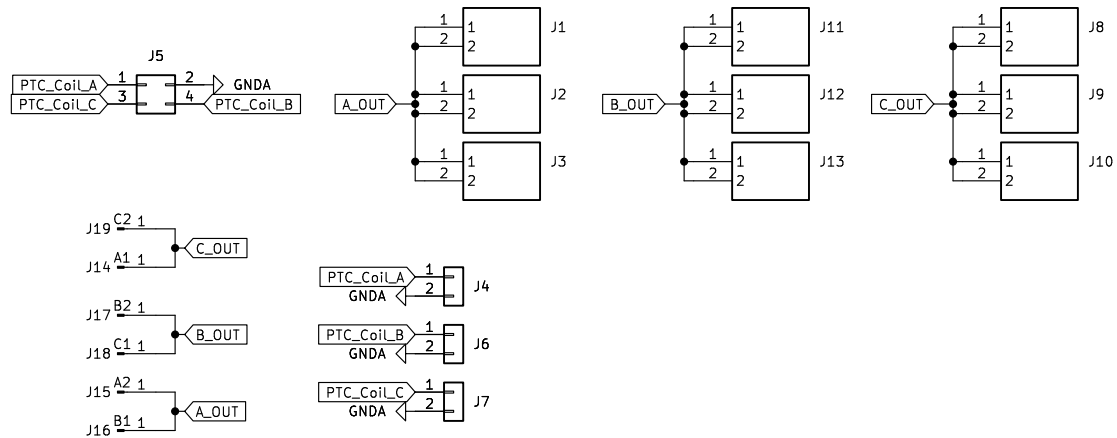 J5
PTC_Coil_A 1 2 GNDA
PTC_Coil_C 3 4 PTC_Coil_B
A_OUT
1 1 J1
2 2
1 1 J2
2 2
1 1 J3
2 2
B_OUT
1 1 J11
2 2
1 1 J12
2 2
1 1 J13
2 2
C_OUT
1 1 J8
2 2
1 1 J9
2 2
1 1 J10
2 2
J19 C2 1
C_OUT
J14 A1 1
J17 B2 1
B_OUT
J18 C1 1
J15 A2 1
A_OUT
J16 B1 1
PTC_Coil_A 1
GNDA 2
J4
PTC_Coil_B 1
GNDA 2
J6
PTC_Coil_C 1
GNDA 2
J7